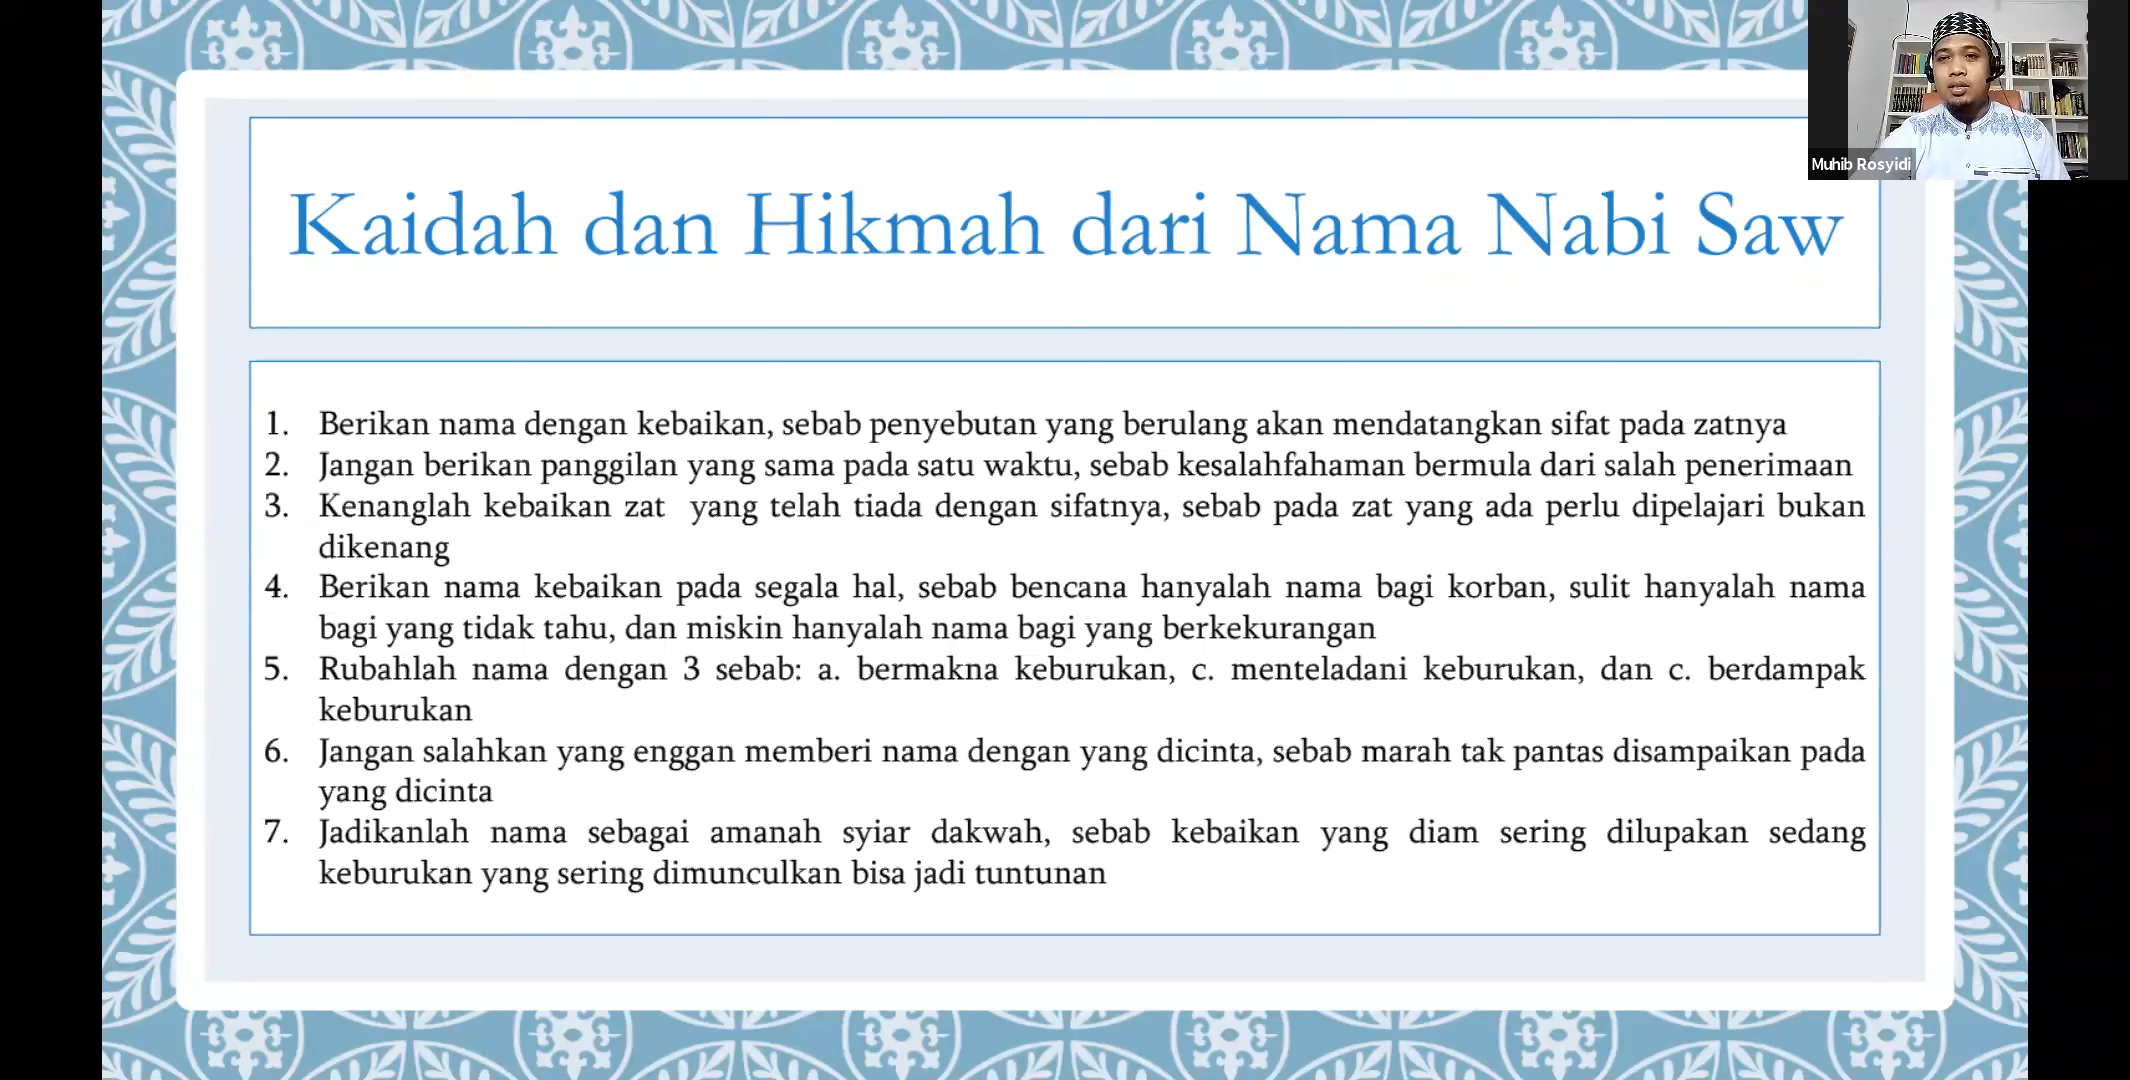 Muhib Rosyidi
Kaidah dan Hikmah dari Nama Nabi Saw
1. Berikan nama dengan kebaikan, sebab penyebutan yang berulang akan mendatangkan sifat pada zatnya
2. Jangan berikan panggilan yang sama pada satu waktu, sebab kesalahfahaman bermula dari salah penerimaan
3. Kenanglah kebaikan zat yang telah tiada dengan sifatnya, sebab pada zat yang ada perlu dipelajari bukan
dikenang
4. Berikan nama kebaikan pada segala hal, sebab bencana hanyalah nama bagi korban, sulit hanyalah nama
bagi yang tidak tahu, dan miskin hanyalah nama bagi yang berkekurangan
5. Rubahlah nama dengan 3 sebab: a. bermakna keburukan, c. menteladani keburukan, dan c. berdampak
keburukan
6. Jangan salahkan yang enggan memberi nama dengan yang dicinta, sebab marah tak pantas disampaikan pada
yang dicinta
7. Jadikanlah nama sebagai amanah syiar dakwah, sebab kebaikan yang diam sering dilupakan sedang
keburukan yang sering dimunculkan bisa jadi tuntunan